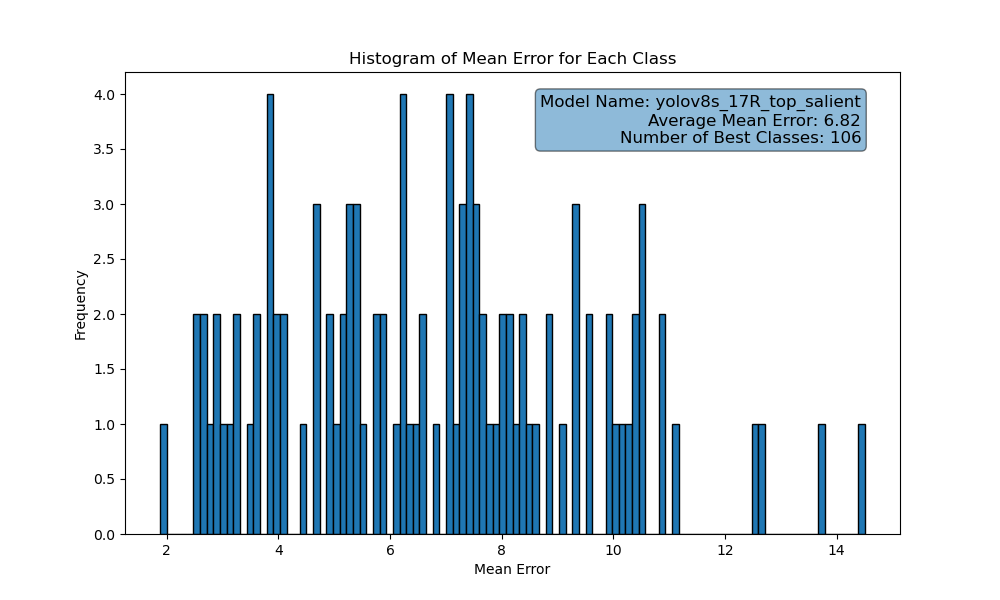 Histogram of Mean Error for Each Class
Model Name: yolov8s_17R_top_salient
Average Mean Error: 6.82
Number of Best Classes: 106
Frequency
4.0
3.5
3.0
2.5
2.0
1.5
1.0
0.5
0.0
2 4 6 8 10 12 14
Mean Error